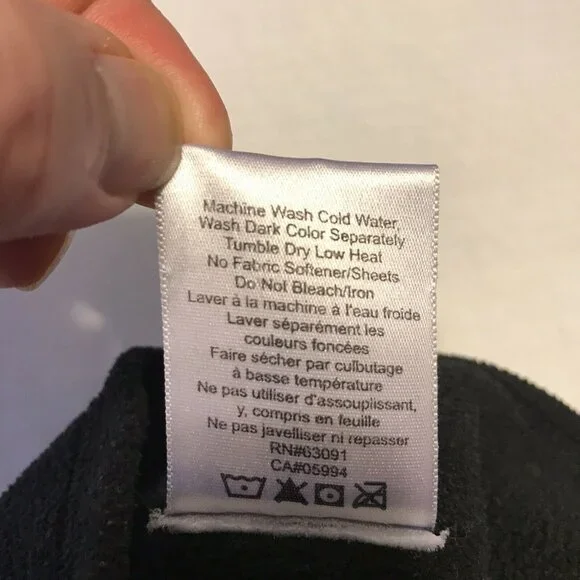 Machine Wash Cold Water,
Wash Dark Color Separately
Tumble Dry Low Heat
No Fabric Softener/Sheets
Do Not Bleach/Iron
Laver à la machine à l'eau froide
Laver séparément les
couleurs foncées
Faire sécher par culbutage
à basse température
Ne pas utiliser d'assouplissant,
y, compris en feuille
Ne pas javelliser ni repasser
RN#63091
CA#05994